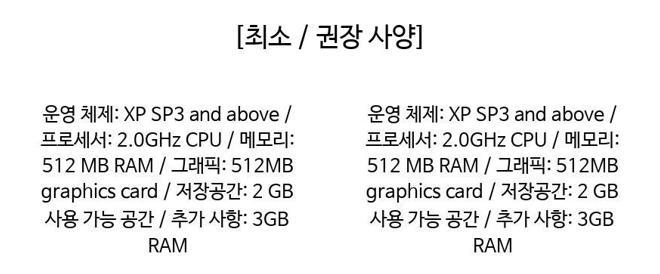 [최소 / 권장 사양]
운영 체제: XP SP3 and above /
프로세서: 2.0GHz CPU / 메모리:
512 MB RAM / 그래픽: 512MB
graphics card / 저장공간: 2 GB
사용 가능 공간 / 추가 사항: 3GB
RAM
운영 체제: XP SP3 and above /
프로세서: 2.0GHz CPU / 메모리:
512 MB RAM / 그래픽: 512MB
graphics card / 저장공간: 2 GB
사용 가능 공간 / 추가 사항: 3GB
RAM